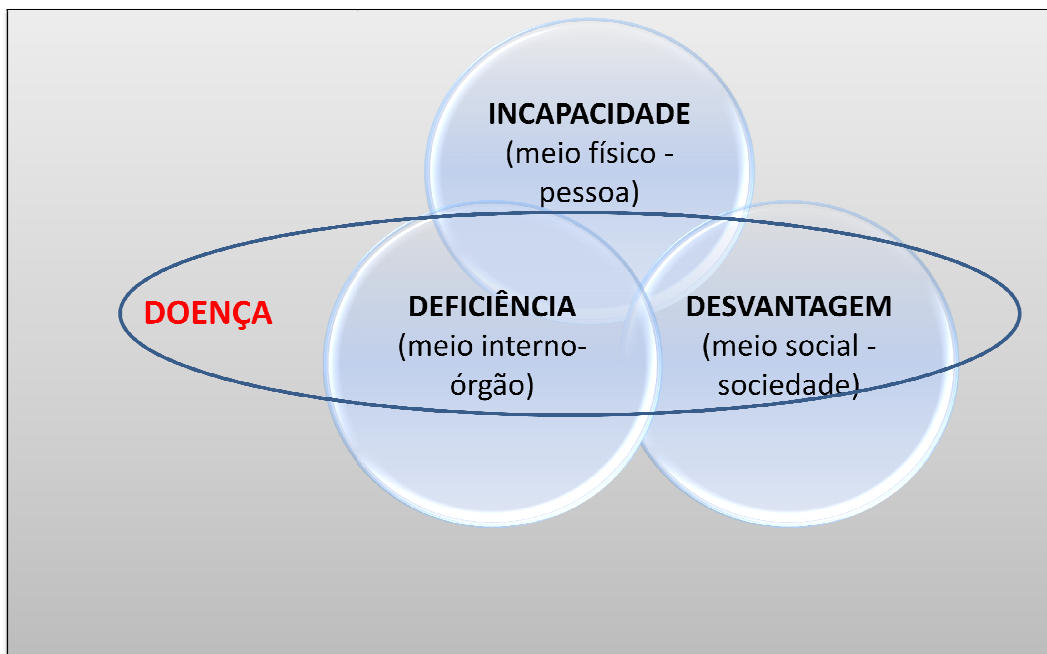 INCAPACIDADE
(meio físico -
pessoa)
DOENÇA
DEFICIÊNCIA
(meio interno-
órgão)
DESVANTAGEM
(meio social -
sociedade)